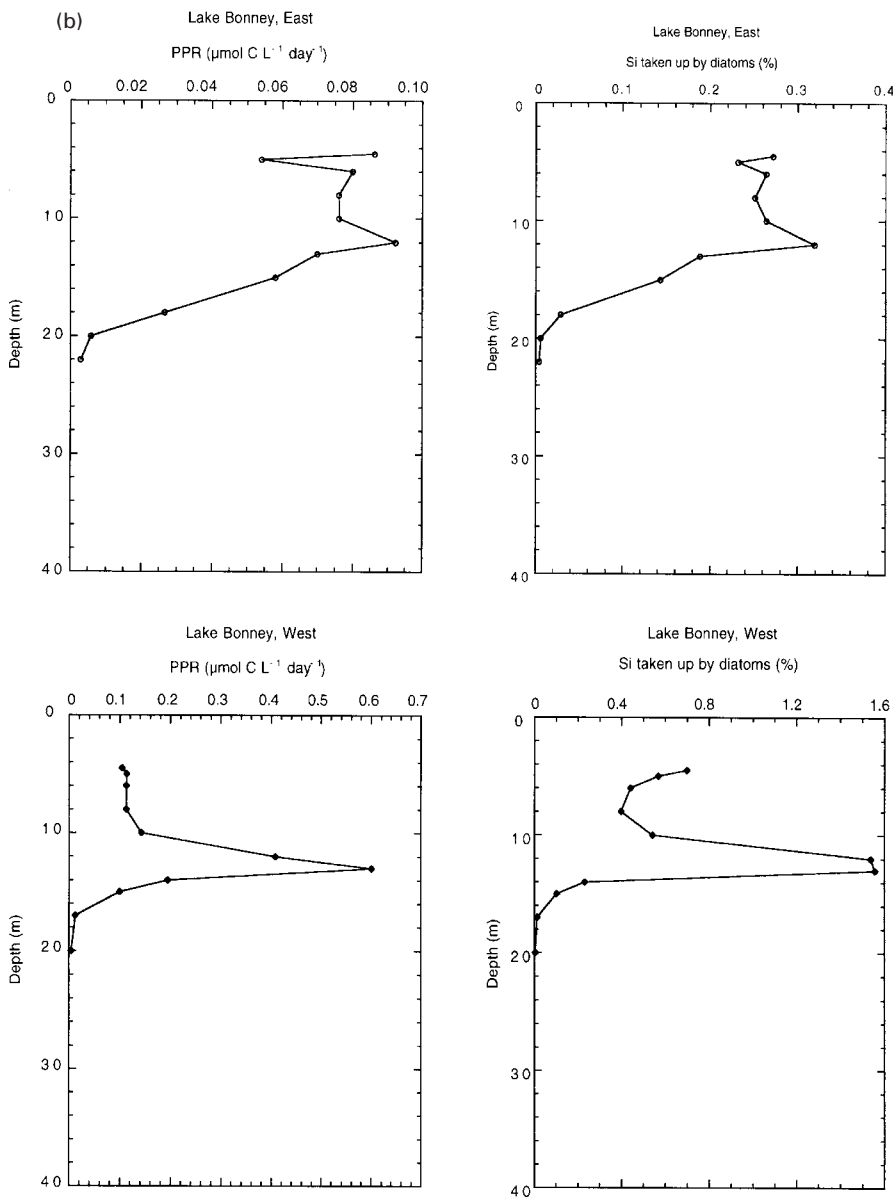 (b)
Lake Bonney, East
PPR (µmol C L⁻¹ day⁻¹)
0 0.02 0.04 0.06 0.08 0.10
0
10
20
30
40
Depth (m)
Lake Bonney, East
Si taken up by diatoms (%)
0 0.1 0.2 0.3 0.4
0
10
20
30
40
Depth (m)
Lake Bonney, West
PPR (µmol C L⁻¹ day⁻¹)
0 0.1 0.2 0.3 0.4 0.5 0.6 0.7
0
10
20
30
40
Depth (m)
Lake Bonney, West
Si taken up by diatoms (%)
0 0.4 0.8 1.2 1.6
0
10
20
30
40
Depth (m)